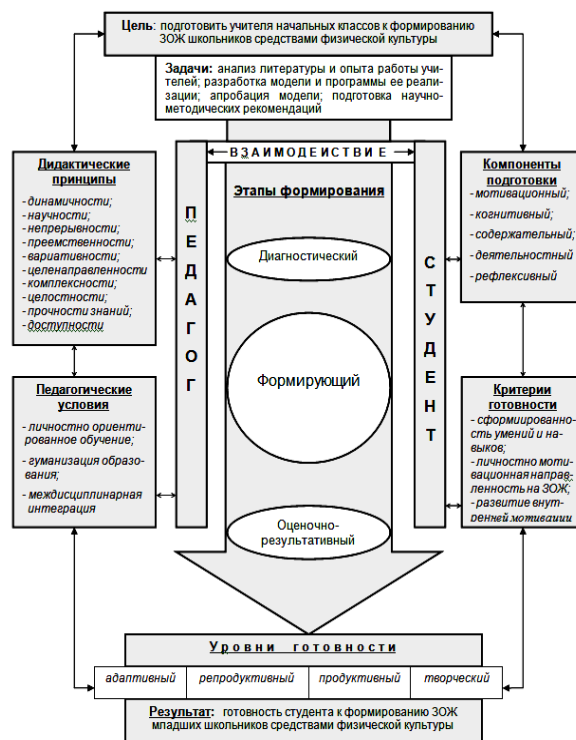 Цель: подготовить учителя начальных классов к формированию
ЗОЖ школьников средствами физической культуры
Задачи: анализ литературы и опыта работы учи-
телей; разработка модели и программы ее реали-
зации; апробация модели; подготовка научно-
методических рекомендаций
ВЗАИМОДЕЙСТВИЕ
Дидактические
принципы
- динамичности;
- научности;
- непрерывности;
- преемственности;
- вариативности;
- целенаправленности
- комплексности;
- целостности;
- прочности знаний;
- доступности
Педагогические
условия
- личностно ориенти-
рованное обучение;
- гуманизация образо-
вания;
- междисциплинарная
интеграция
ПЕДАГОГ
Этапы формирования
Диагностический
Формирующий
Оценочно-
результативный
СТУДЕНТ
Компоненты
подготовки
- мотивационный;
- когнитивный;
- содержательный;
- деятельностный
- рефлексивный
Критерии
готовности
- сформиированно-
сть умений и на-
выков;
- личностно моти-
вационная направ-
ленность на ЗОЖ;
- развитие внут-
ренней мотивации
Уровни готовности
адаптивный репродуктивный продуктивный творческий
Результат: готовность студента к формированию ЗОЖ
младших школьников средствами физической культуры